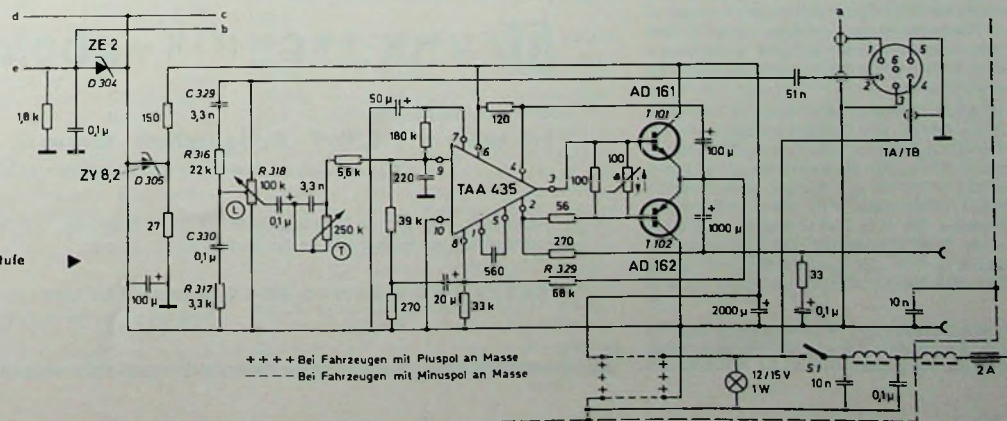 d
c
b
e
ZE 2
D 304
1,8 k
0,1 µ
150
ZY 8,2
D 305
27
100 µ
tufe
C 329
3,3 n
R 316
22 k
C 330
0,1 µ
R 317
3,3 k
R 318
100 k
L
0,1 µ
3,3 n
250 k
T
5,6 k
50 µ
180 k
220
39 k
270
20 µ
33 k
TAA 435
7
6
9
10
8
1
5
4
3
2
560
120
56
270
R 329
68 k
100
100
AD 161
T 101
T 102
AD 162
100 µ
1000 µ
2000 µ
51 n
a
1
5
6
2
4
3
TA/TB
33
0,1 µ
10 n
12/15 V
1 W
S 1
10 n
0,1 µ
2 A
+ + + + Bei Fahrzeugen mit Pluspol an Masse
- - - - Bei Fahrzeugen mit Minuspol an Masse